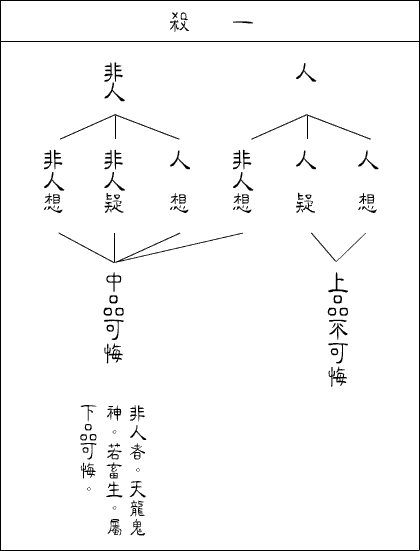 一 殺
人
非人
人想
人疑
非人想
人想
非人疑
非人想
上品不可悔
中品可悔
非人者。天龍鬼
神。若畜生。屬
下品可悔。